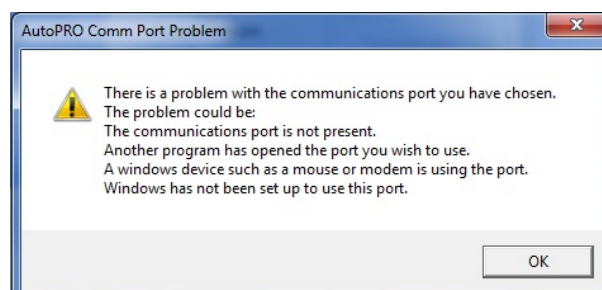 AutoPRO Comm Port Problem
There is a problem with the communications port you have chosen.
The problem could be:
The communications port is not present.
Another program has opened the port you wish to use.
A windows device such as a mouse or modem is using the port.
Windows has not been set up to use this port.
OK